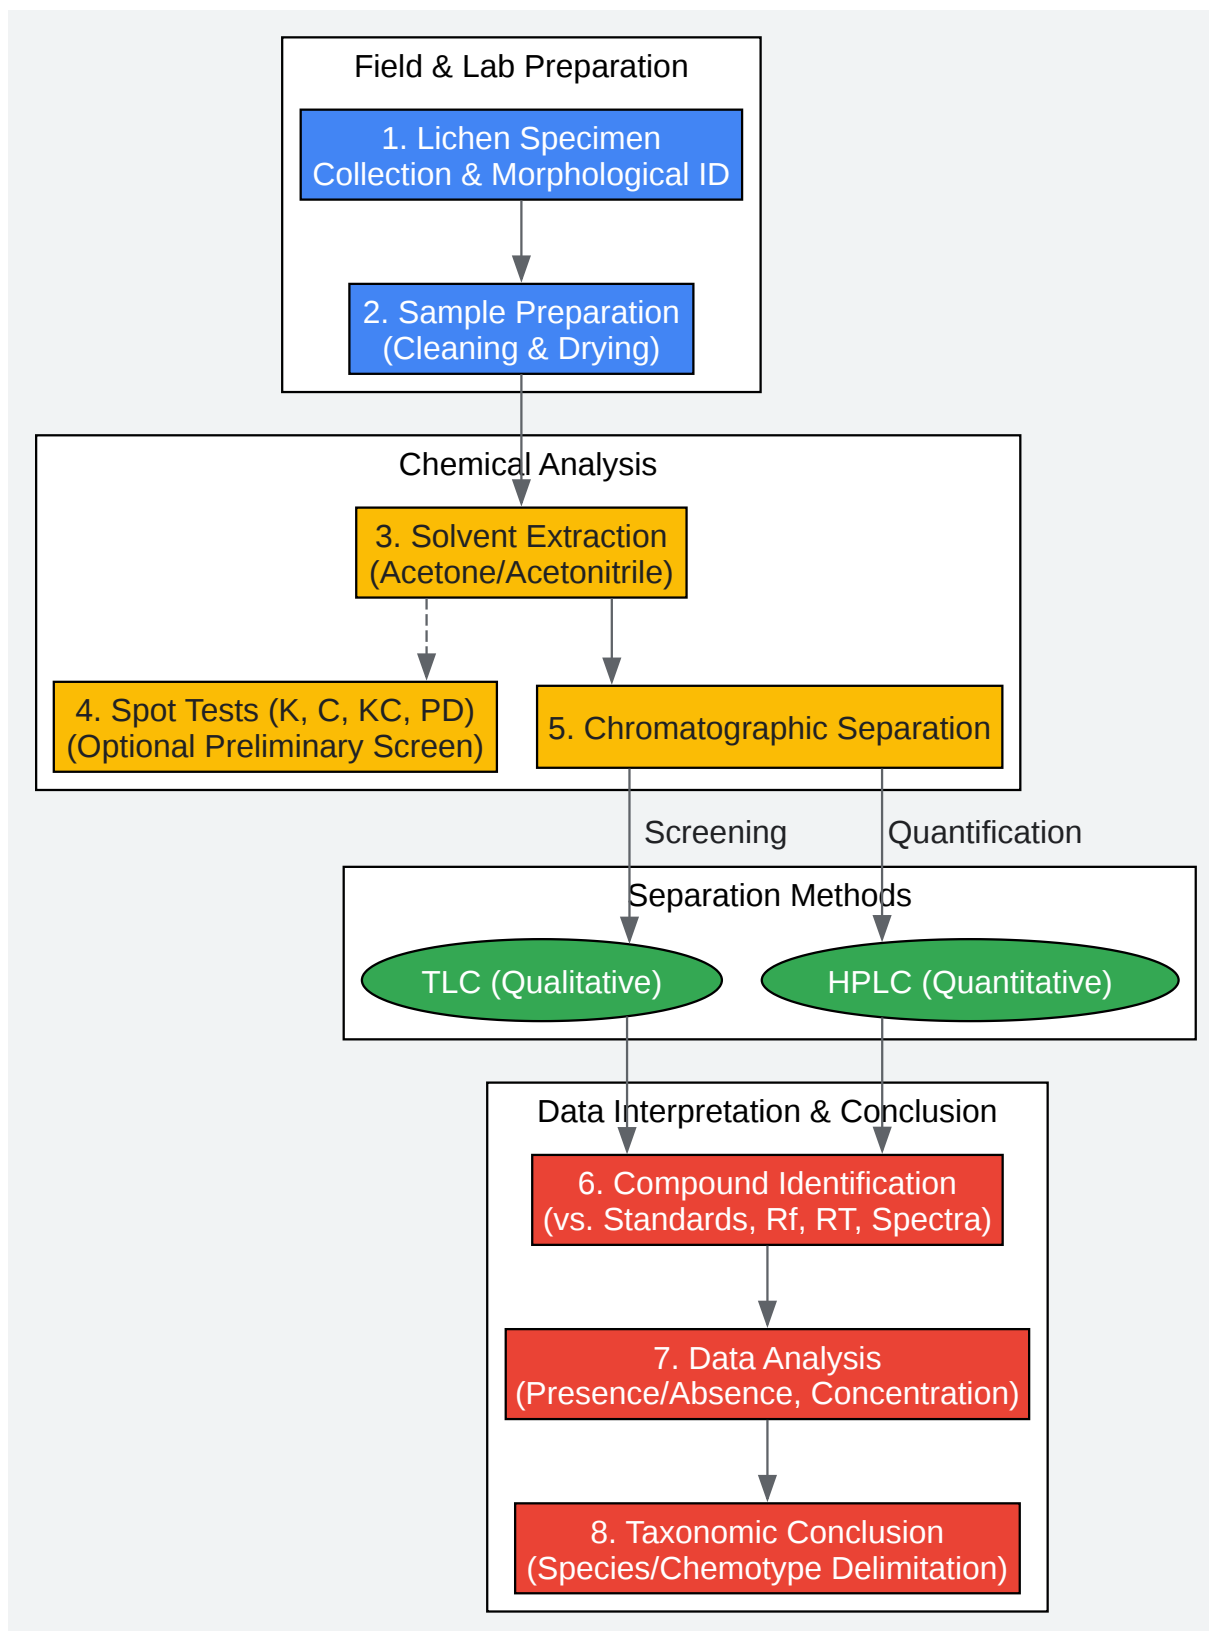 Field & Lab Preparation
1. Lichen Specimen
Collection & Morphological ID
2. Sample Preparation
(Cleaning & Drying)
Chemical Analysis
3. Solvent Extraction
(Acetone/Acetonitrile)
4. Spot Tests (K, C, KC, PD)
(Optional Preliminary Screen)
5. Chromatographic Separation
Screening
Quantification
Separation Methods
TLC (Qualitative)
HPLC (Quantitative)
Data Interpretation & Conclusion
6. Compound Identification
(vs. Standards, Rf, RT, Spectra)
7. Data Analysis
(Presence/Absence, Concentration)
8. Taxonomic Conclusion
(Species/Chemotype Delimitation)